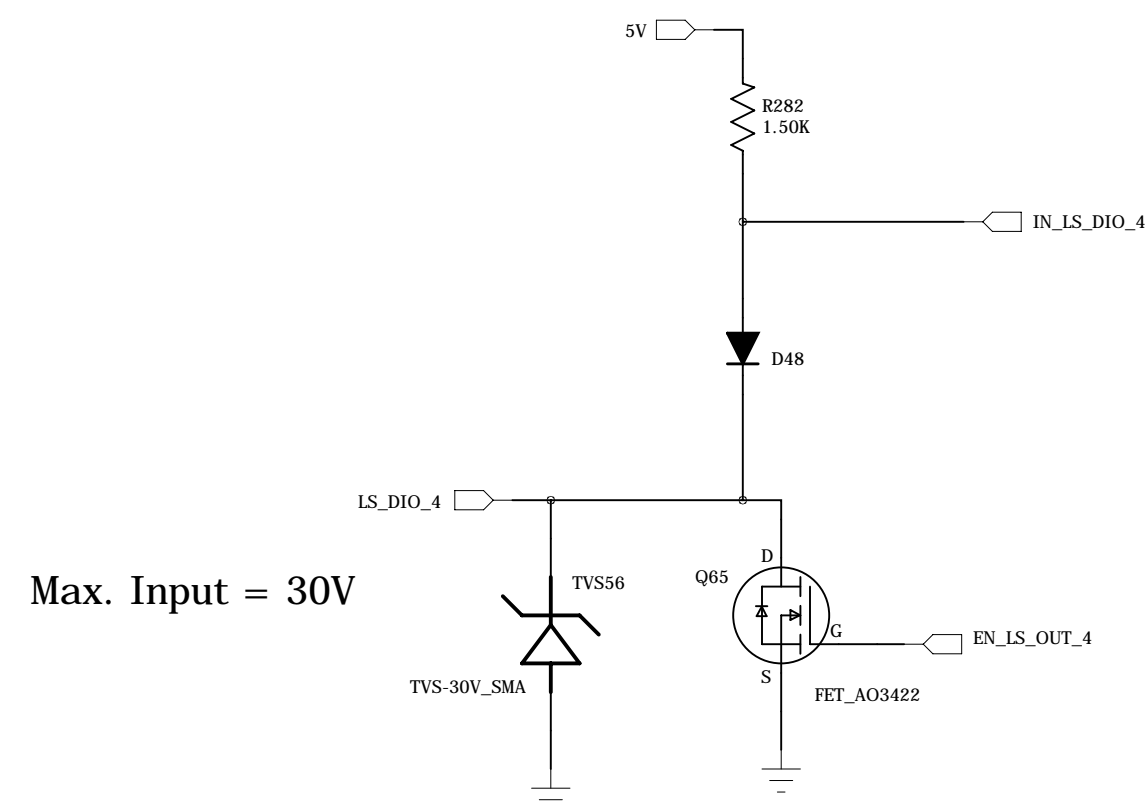 5V
R282
1.50K
IN_LS_DIO_4
D48
LS_DIO_4
D
Q65
TVS56
Max. Input = 30V
G
EN_LS_OUT_4
S
TVS-30V_SMA
FET_AO3422